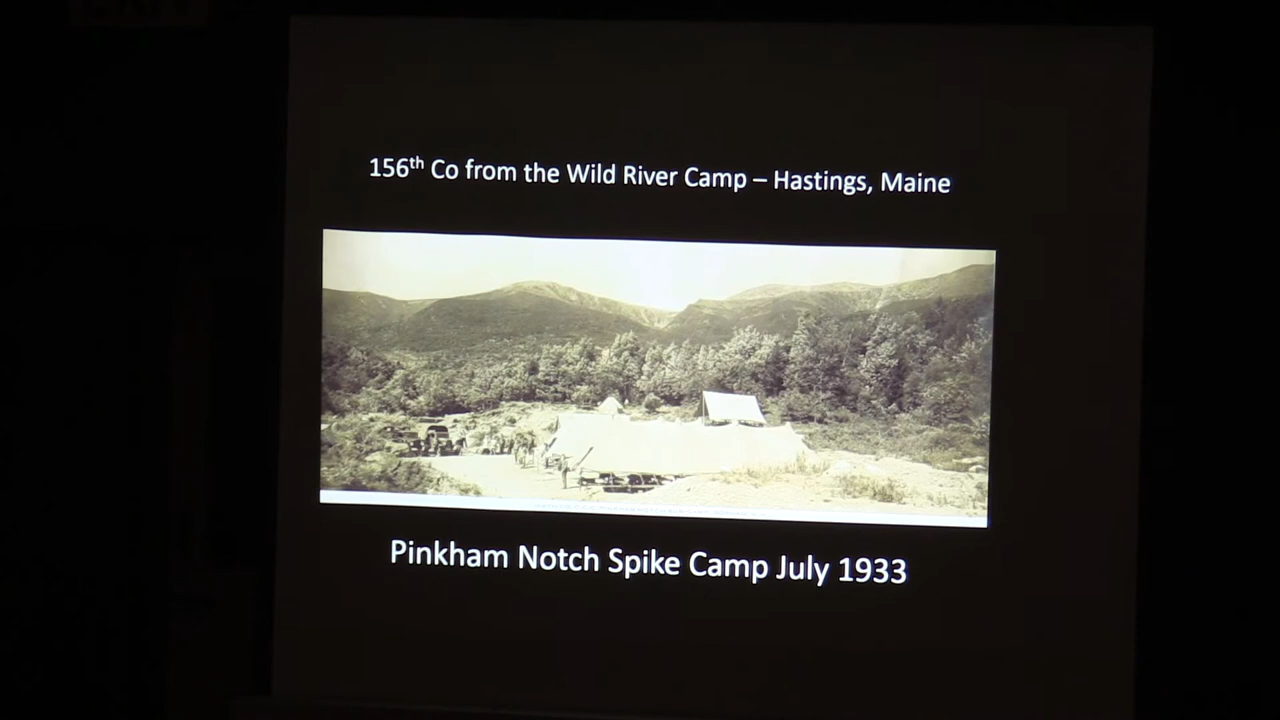 156th Co from the Wild River Camp – Hastings, Maine
Pinkham Notch Spike Camp July 1933